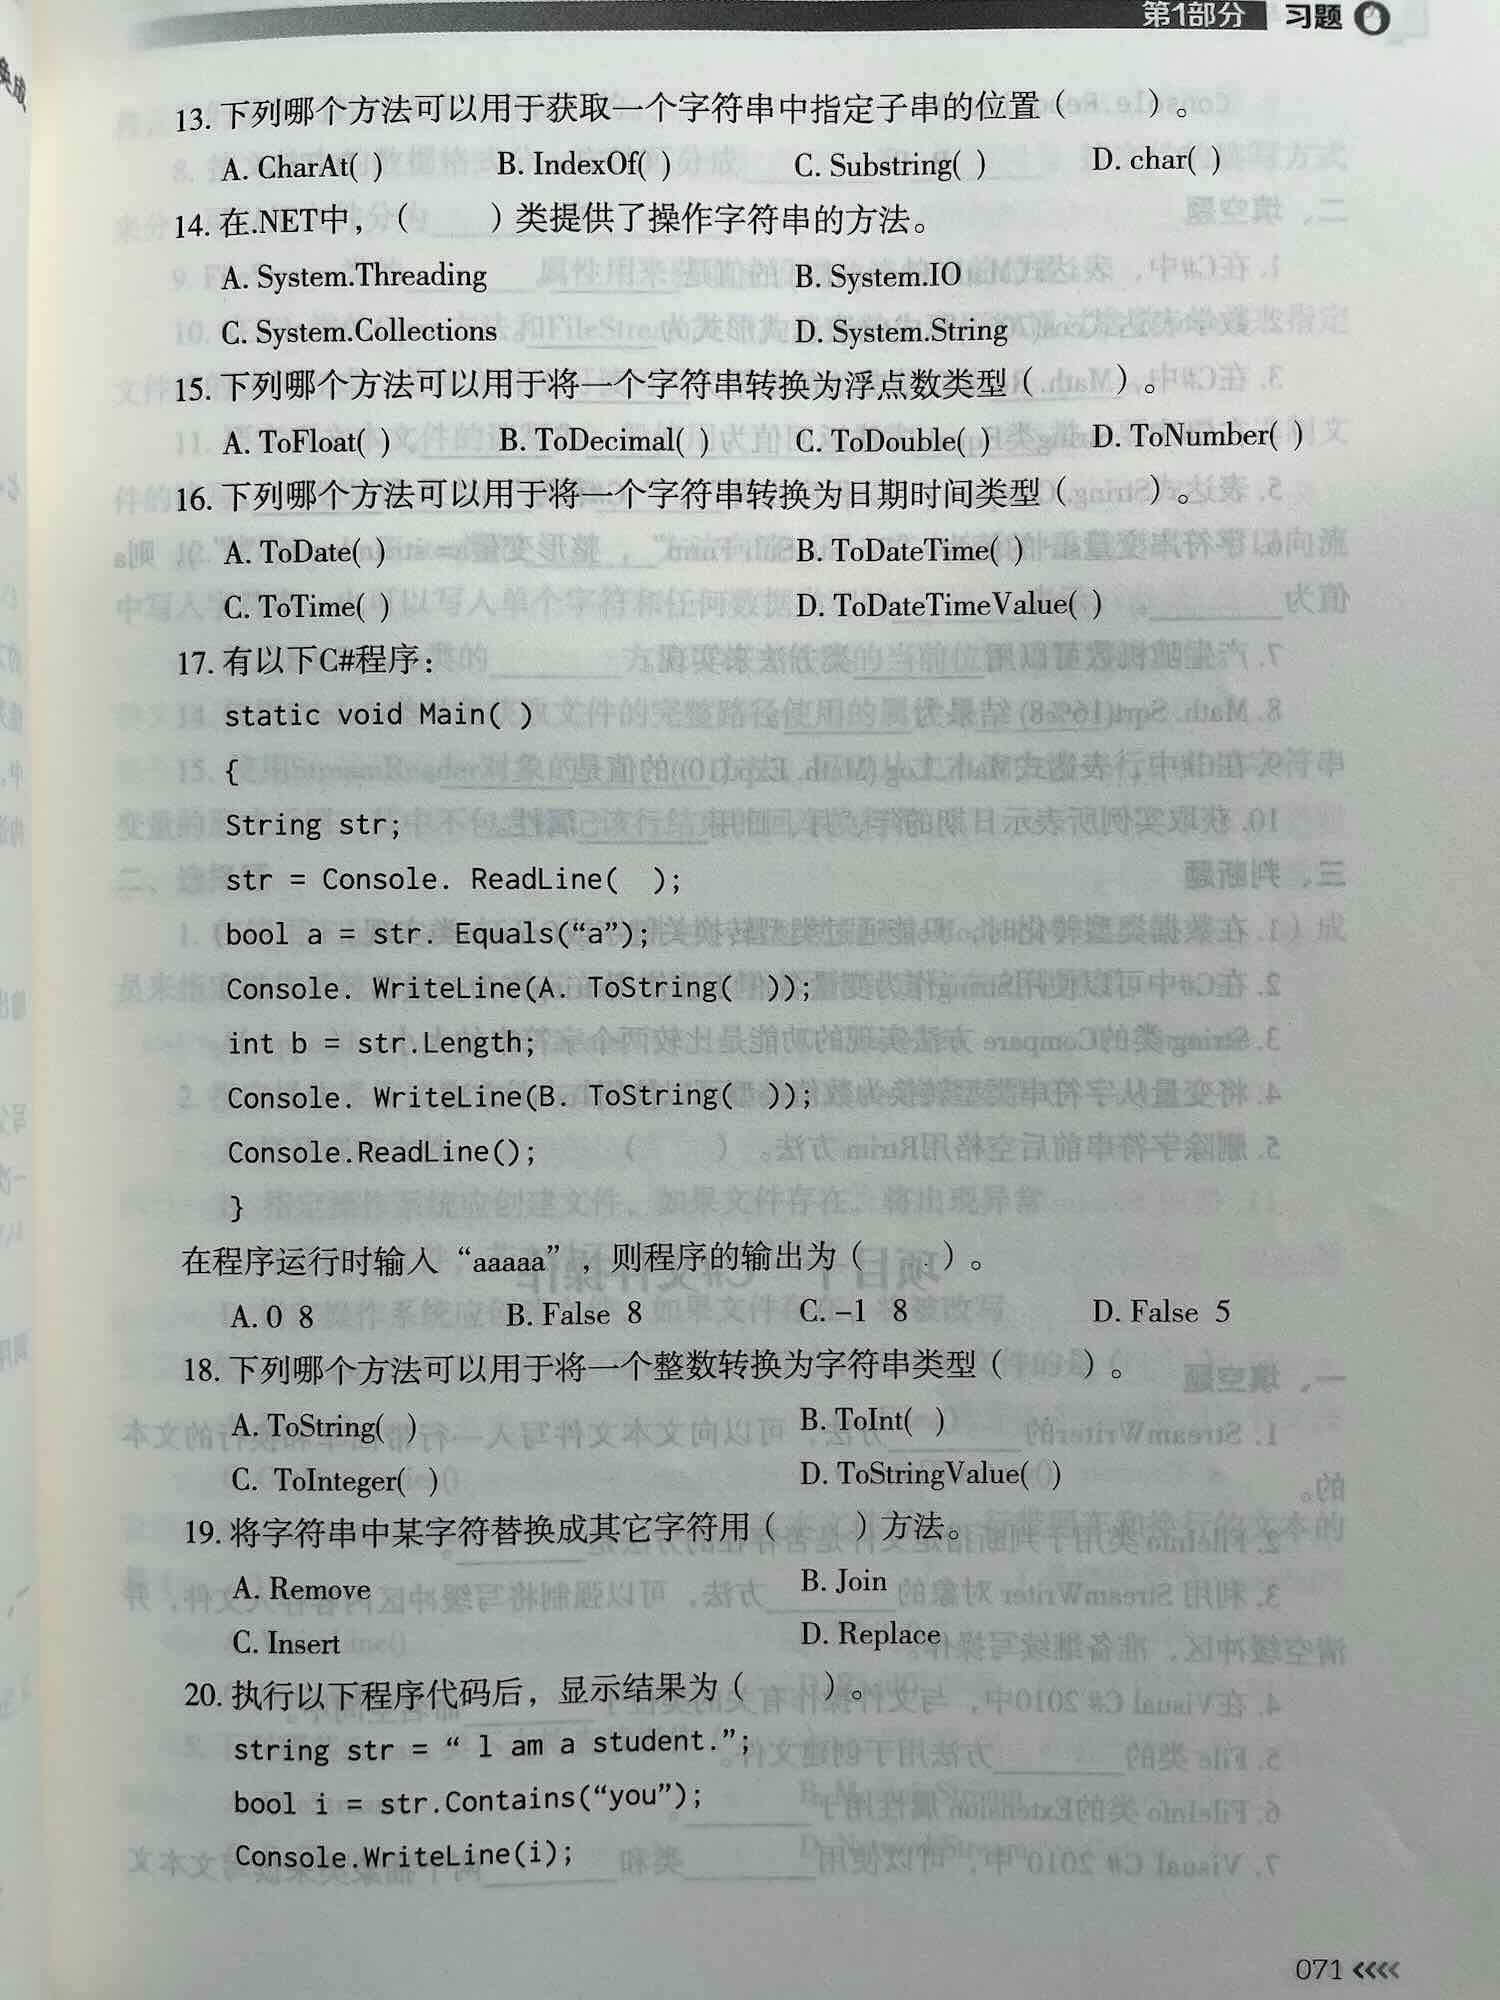 第1部分 习题
13. 下列哪个方法可以用于获取一个字符串中指定子串的位置（ ）。
A. CharAt( ) B. IndexOf( ) C. Substring( ) D. char( )
14. 在.NET中，（ ）类提供了操作字符串的方法。
A. System.Threading B. System.IO
C. System.Collections D. System.String
15. 下列哪个方法可以用于将一个字符串转换为浮点数类型（ ）。
A. ToFloat( ) B. ToDecimal( ) C. ToDouble( ) D. ToNumber( )
16. 下列哪个方法可以用于将一个字符串转换为日期时间类型（ ）。
A. ToDate( ) B. ToDateTime( )
C. ToTime( ) D. ToDateTimeValue( )
17. 有以下C#程序：
static void Main( )
{
String str;
str = Console. ReadLine( );
bool a = str. Equals(“a”);
Console. WriteLine(A. ToString( ));
int b = str.Length;
Console. WriteLine(B. ToString( ));
Console.ReadLine();
}
在程序运行时输入“aaaaa”，则程序的输出为（ ）。
A. 0 8 B. False 8 C. –1 8 D. False 5
18. 下列哪个方法可以用于将一个整数转换为字符串类型（ ）。
A. ToString( ) B. ToInt( )
C. ToInteger( ) D. ToStringValue( )
19. 将字符串中某字符替换成其它字符用（ ）方法。
A. Remove B. Join
C. Insert D. Replace
20. 执行以下程序代码后，显示结果为（ ）。
string str = “ l am a student.”;
bool i = str.Contains(“you”);
Console.WriteLine(i);
071